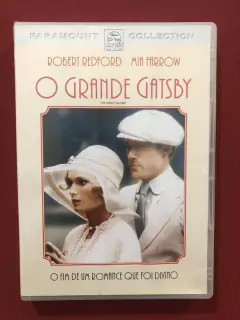 PARAMOUNT COLLECTION
ROBERT REDFORD MIA FARROW
O GRANDE GATSBY
O FIM DE UM ROMANCE QUE FOI DIVINO.